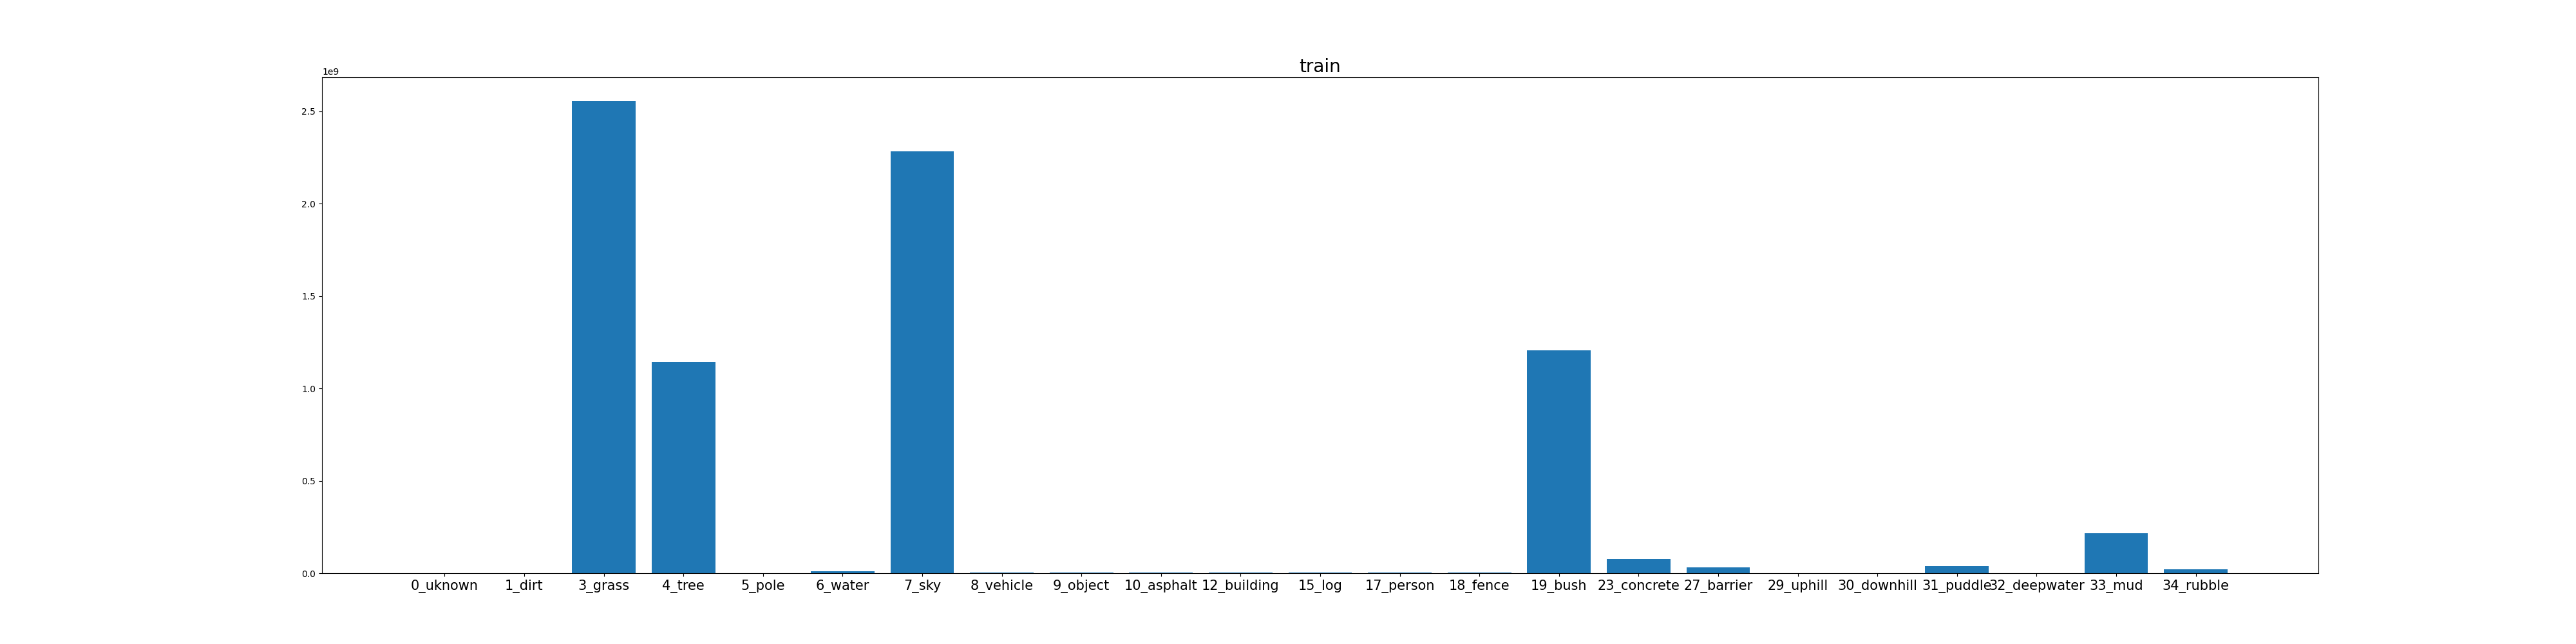 train
1e9
2.5
2.0
1.5
1.0
0.5
0.0
0_uknown 1_dirt 3_grass 4_tree 5_pole 6_water 7_sky 8_vehicle 9_object 10_asphalt 12_building 15_log 17_person 18_fence 19_bush 23_concrete 27_barrier 29_uphill 30_downhill 31_puddle 32_deepwater 33_mud 34_rubble